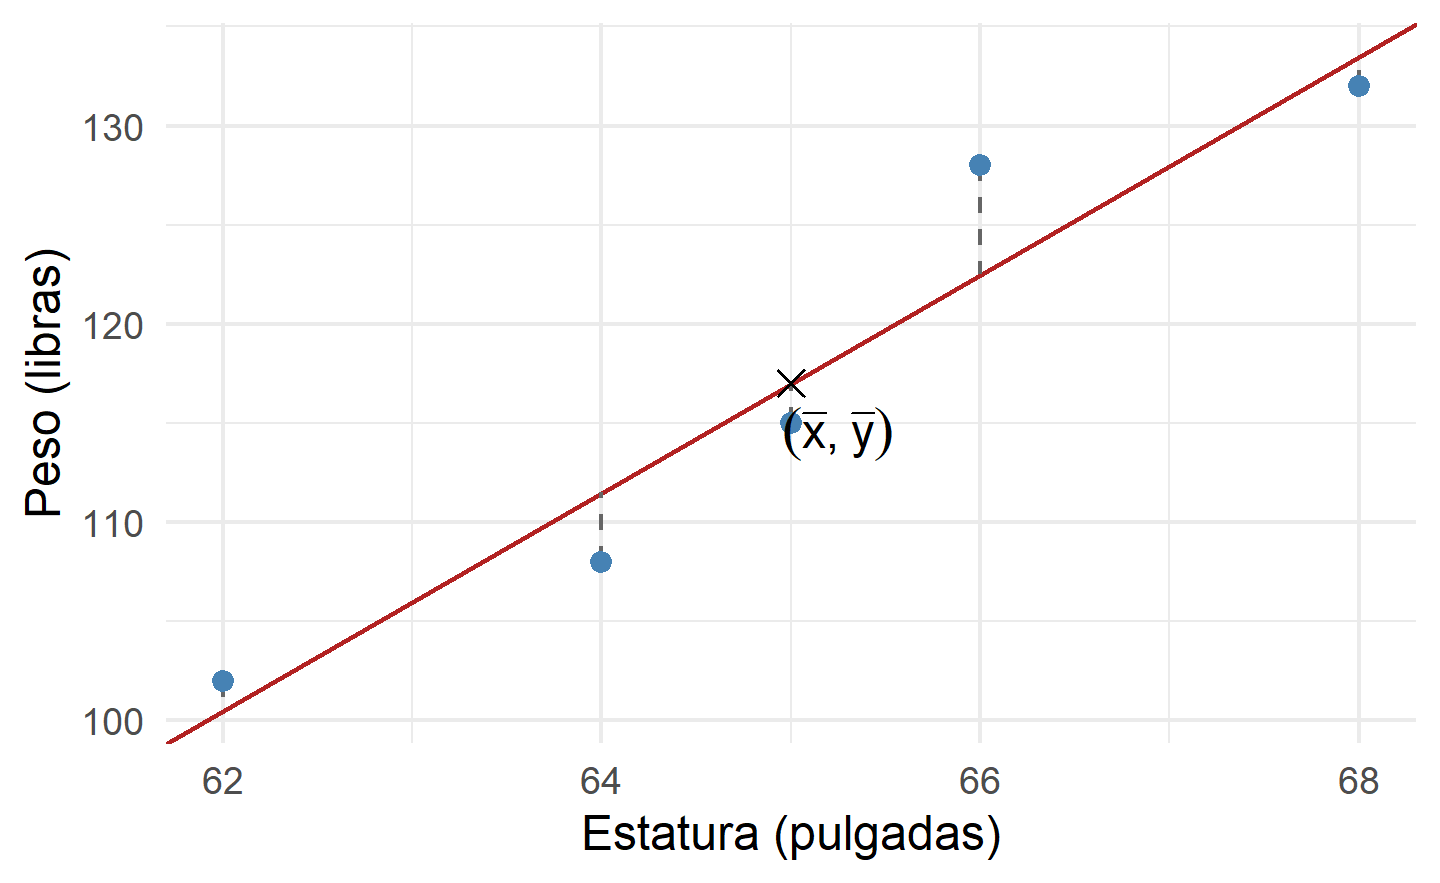 Peso (libras)
130
120
110
100
(x̅, y̅)
62 64 66 68
Estatura (pulgadas)